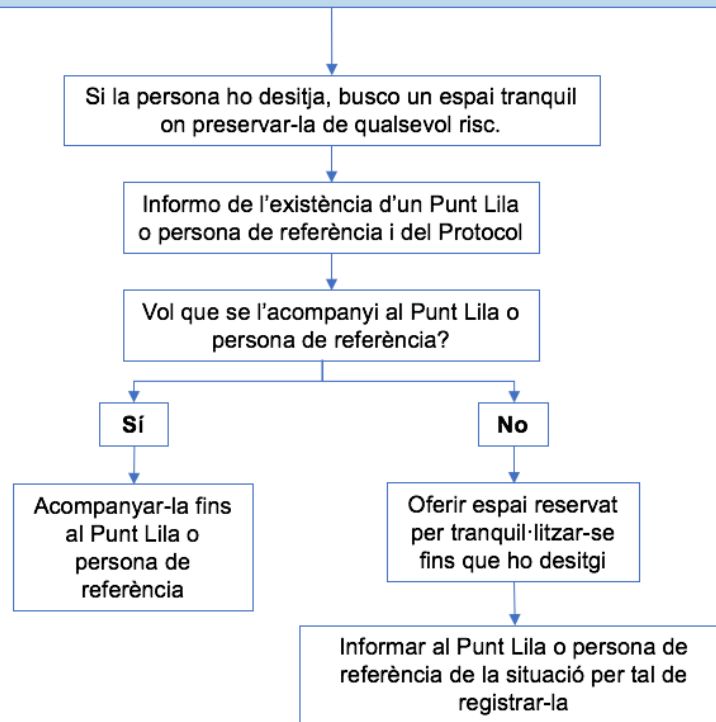 Si la persona ho desitja, busco un espai tranquil
on preservar-la de qualsevol risc.
Informo de l’existència d’un Punt Lila
o persona de referència i del Protocol
Vol que se l’acompanyi al Punt Lila o
persona de referència?
Sí
No
Acompanyar-la fins
al Punt Lila o
persona de
referència
Oferir espai reservat
per tranquil·litzar-se
fins que ho desitgi
Informar al Punt Lila o persona de
referència de la situació per tal de
registrar-la